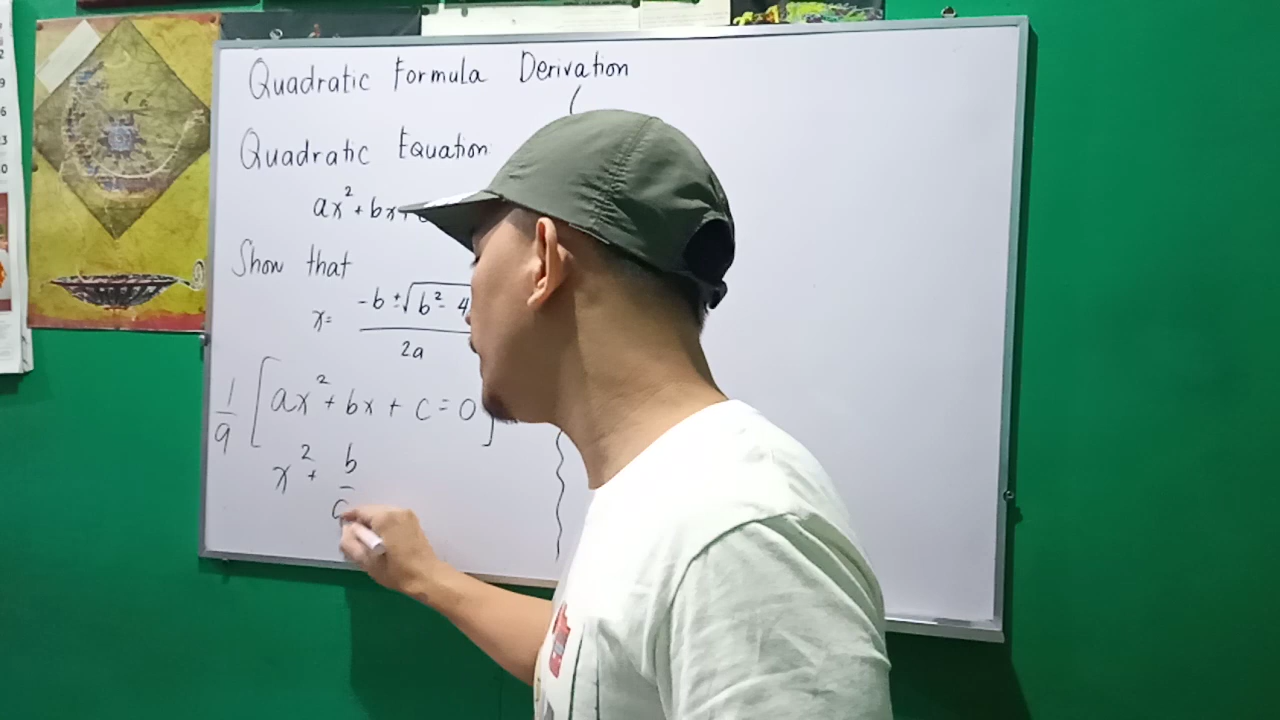 Quadratic Formula Derivation
Quadratic Equation:
ax² + bx +
Show that
x = -b ± √b² - 4
2a
1/a [ax² + bx + c = 0]
x² + b/a